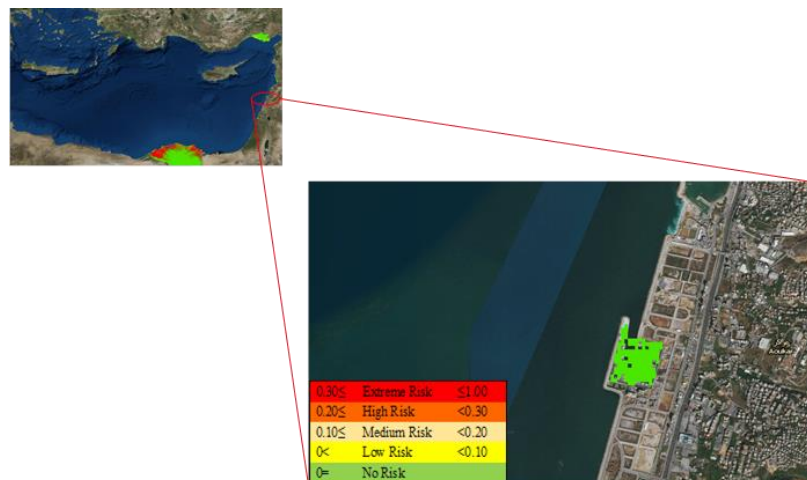 0.30≤ Extreme Risk ≤1.00
0.20≤ High Risk <0.30
0.10≤ Medium Risk <0.20
0< Low Risk <0.10
0= No Risk